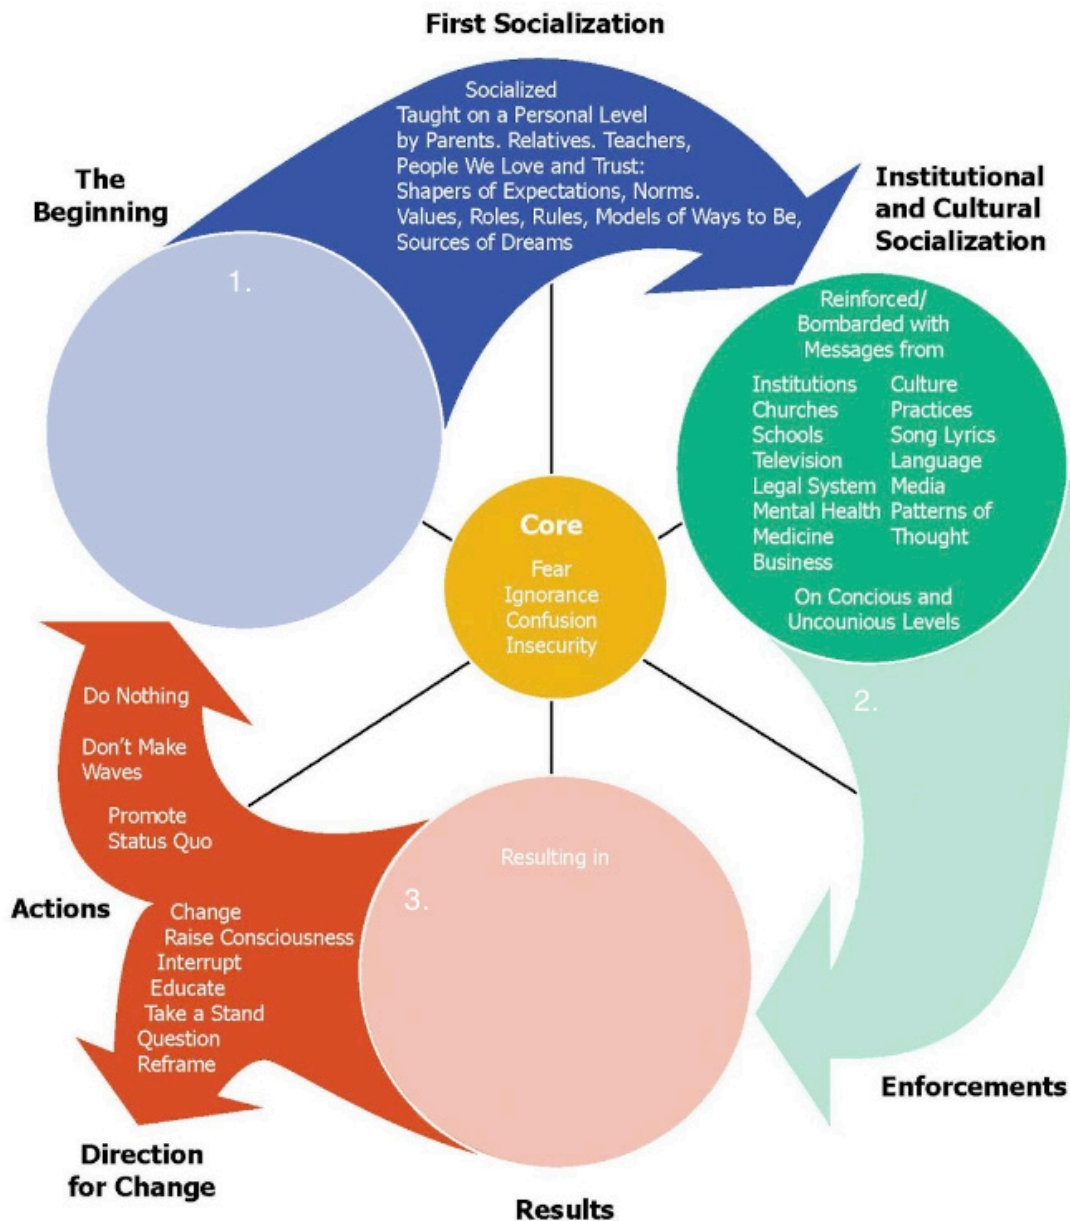 First Socialization
Socialized
Taught on a Personal Level
by Parents. Relatives. Teachers,
People We Love and Trust:
Shapers of Expectations, Norms.
Values, Roles, Rules, Models of Ways to Be,
Sources of Dreams
The
Beginning
1.
Institutional
and Cultural
Socialization
Reinforced/
Bombarded with
Messages from
Institutions
Churches
Schools
Television
Legal System
Mental Health
Medicine
Business
Culture
Practices
Song Lyrics
Language
Media
Patterns of
Thought
On Concious and
Uncounious Levels
Core
Fear
Ignorance
Confusion
Insecurity
2.
Enforcements
Resulting in
3.
Results
Do Nothing
Don't Make
Waves
Promote
Status Quo
Actions
Change
Raise Consciousness
Interrupt
Educate
Take a Stand
Question
Reframe
Direction
for Change